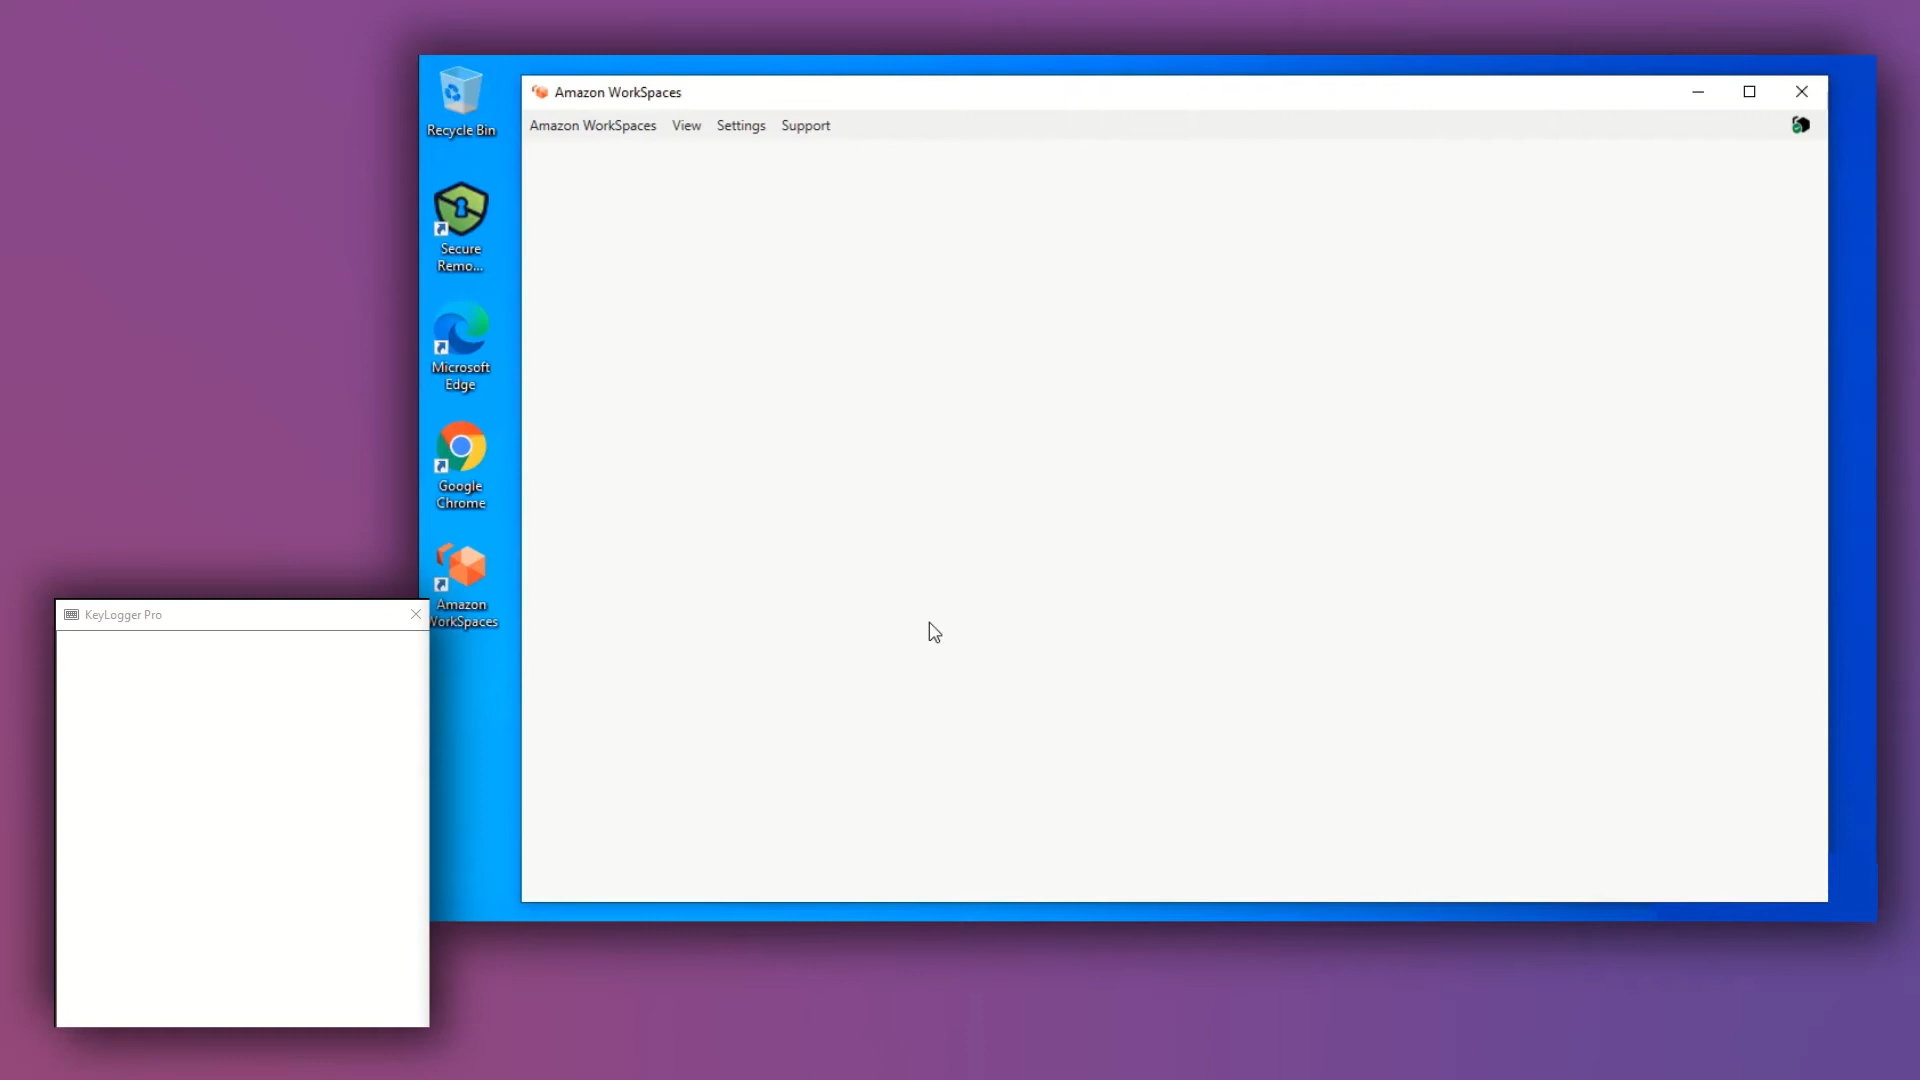 Recycle Bin
Secure
Remo...
Microsoft
Edge
Google
Chrome
Amazon
WorkSpaces
Amazon WorkSpaces
Amazon WorkSpaces View Settings Support
KeyLogger Pro